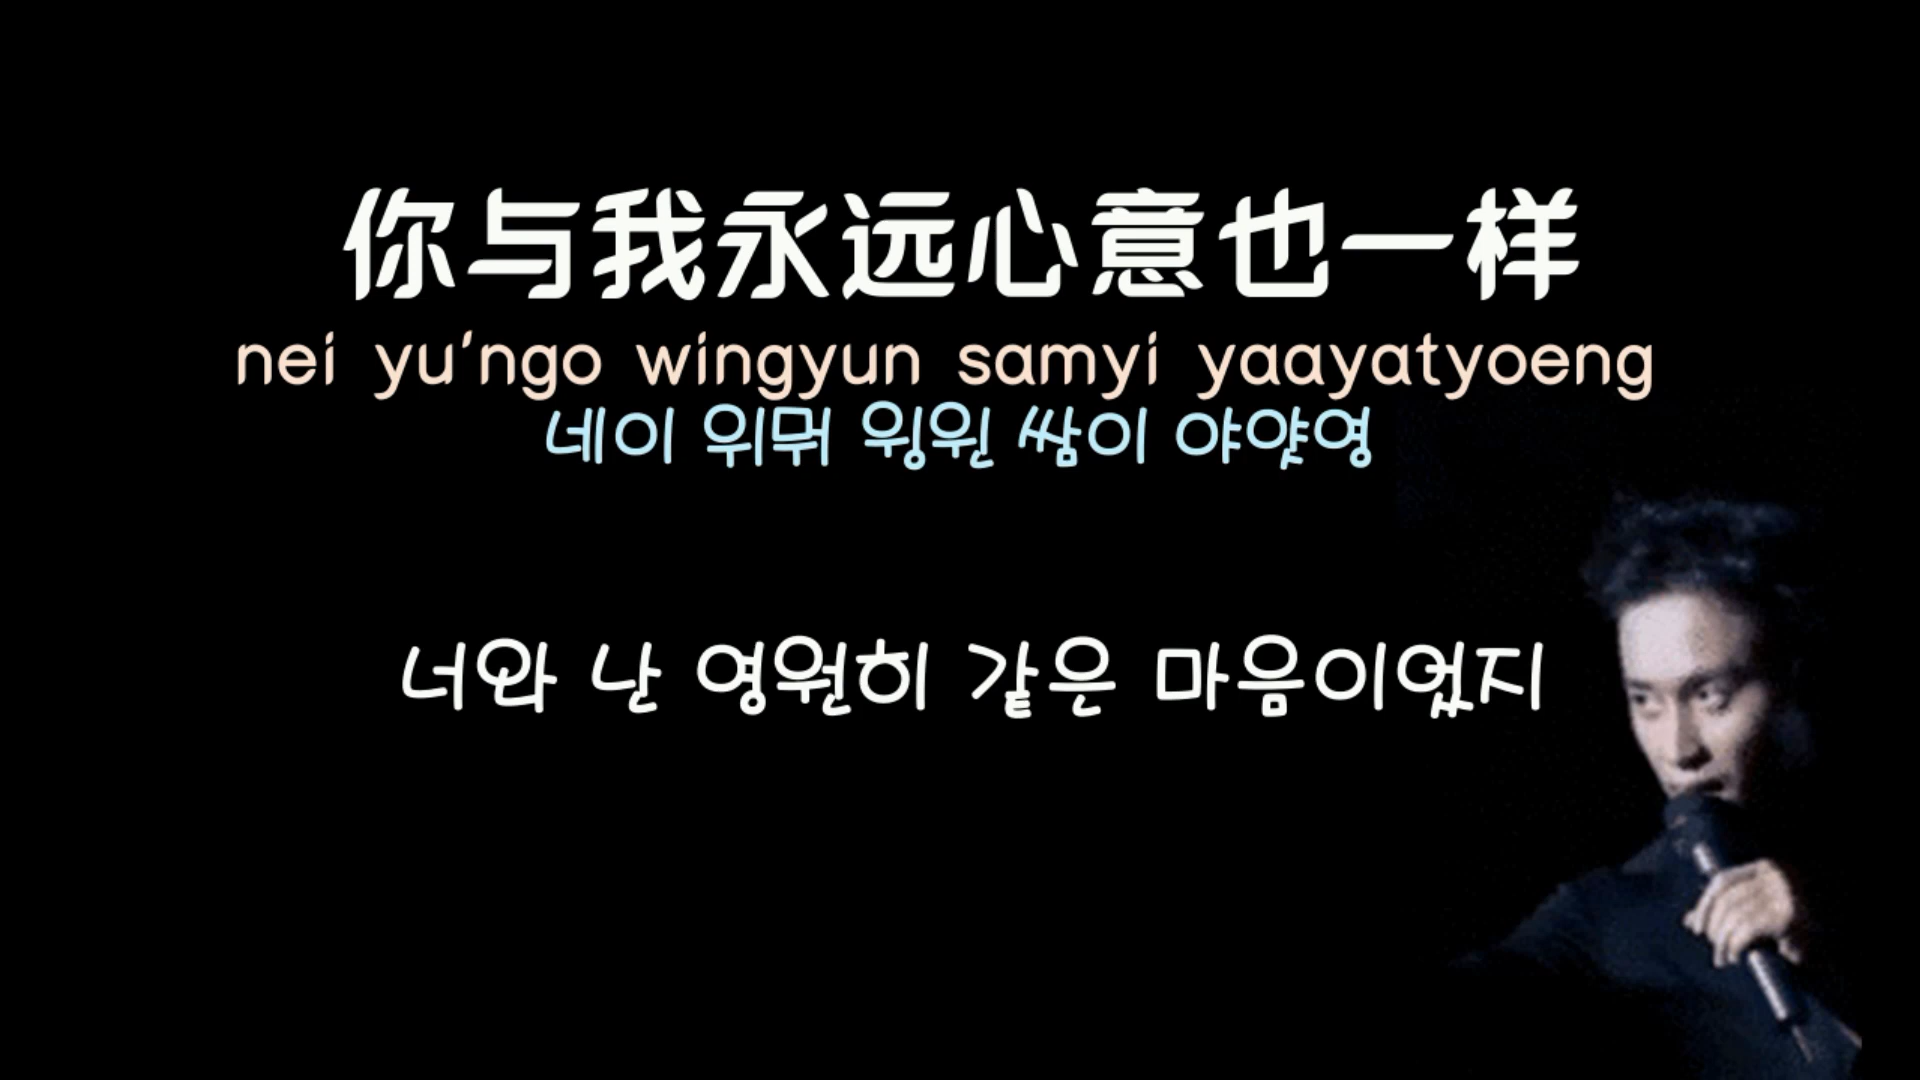 你与我永远心意也一样
nei yu'ngo wingyun samyi yaayatyoeng
네이 위뭐 윙윈 쌈이 야얏영
너와 난 영원히 같은 마음이었지